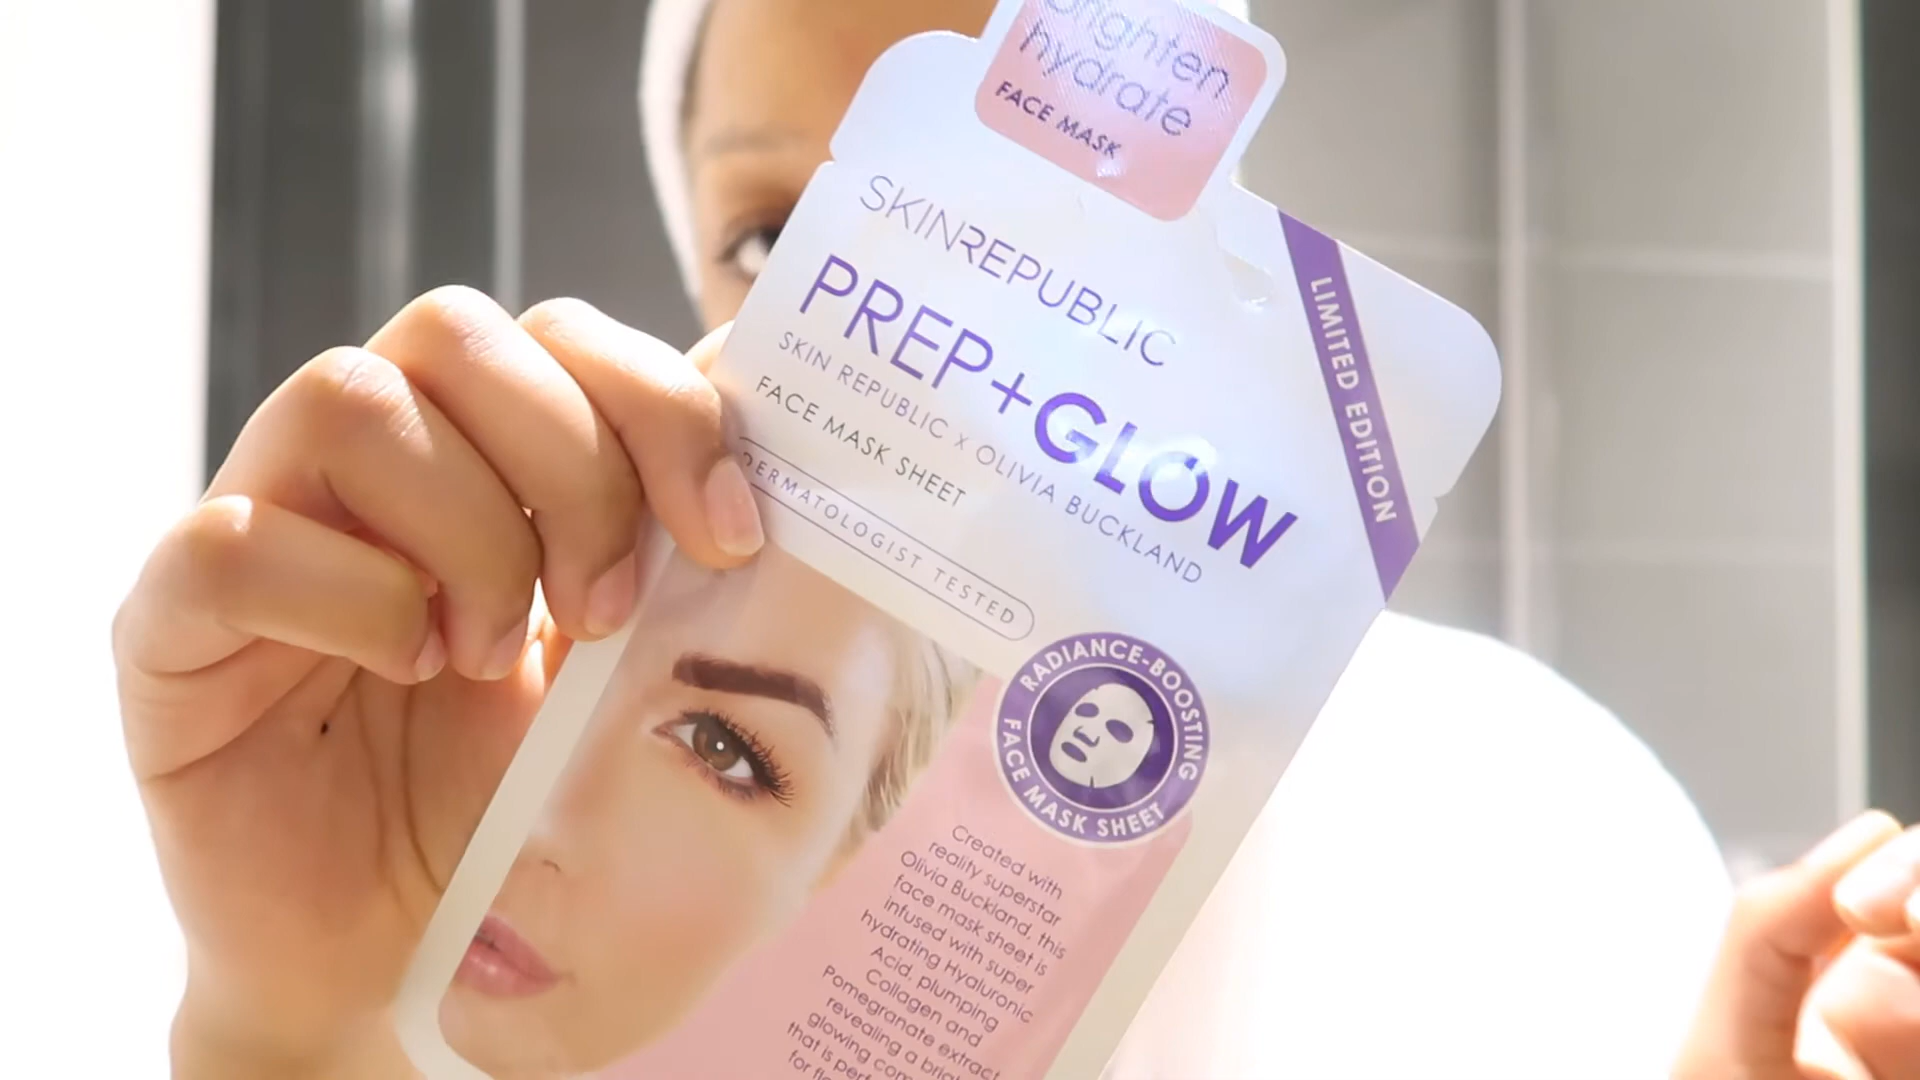 brighten
hydrate
FACE MASK
SKINREPUBLIC
PREP+GLOW
SKIN REPUBLIC x OLIVIA BUCKLAND
FACE MASK SHEET
DERMATOLOGIST TESTED
LIMITED EDITION
RADIANCE-BOOSTING
FACE MASK SHEET
Created with
reality superstar
Olivia Buckland, this
face mask sheet is
infused with super
hydrating Hyaluronic
Acid, plumping
Collagen and
Pomegranate extract
revealing a
glowing
that is
for